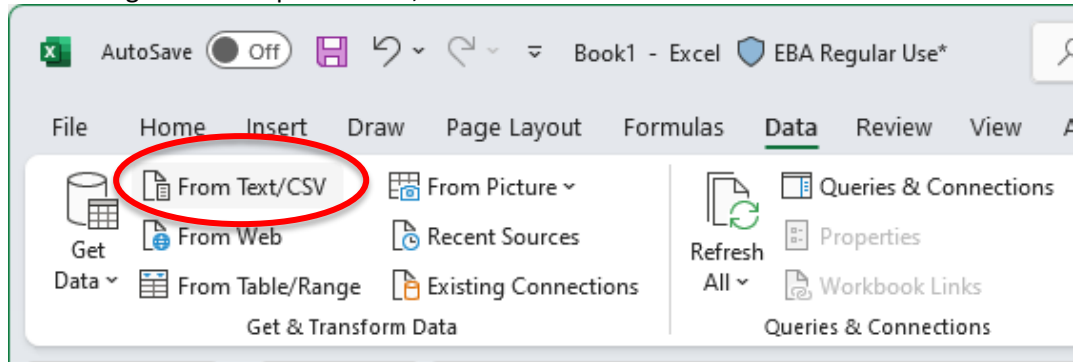 AutoSave Off Book1 - Excel EBA Regular Use*
File Home Insert Draw Page Layout Formulas Data Review View
From Text/CSV From Picture Queries & Connections
Get From Web Recent Sources Refresh Properties
Data From Table/Range Existing Connections All Workbook Links
Get & Transform Data Queries & Connections